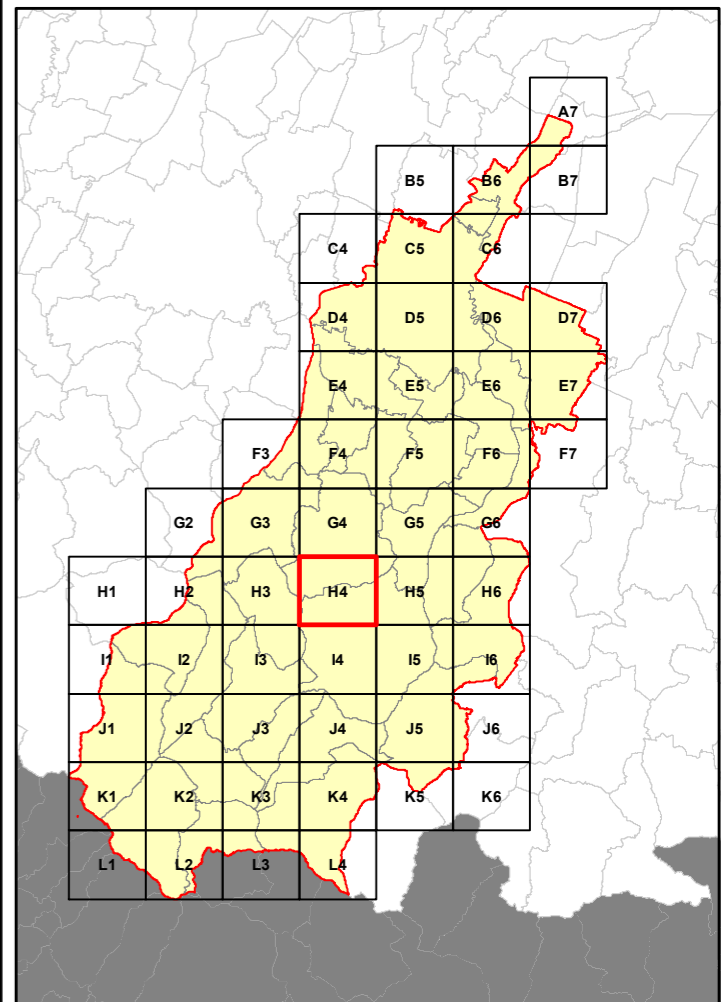 A7
B5 B6 B7
C4 C5 C6
D4 D5 D6 D7
E4 E5 E6 E7
F3 F4 F5 F6 F7
G2 G3 G4 G5 G6
H1 H2 H3 H4 H5 H6
I1 I2 I3 I4 I5 I6
J1 J2 J3 J4 J5 J6
K1 K2 K3 K4 K5 K6
L1 L2 L3 L4